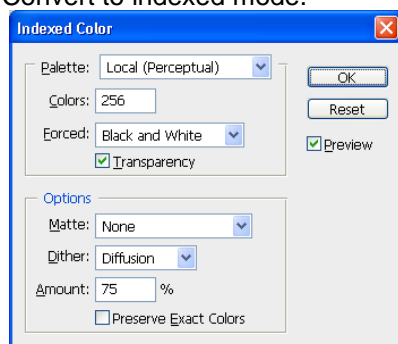 Convert to indexed mode.
Indexed Color
Palette: Local (Perceptual)
OK
Colors: 256
Reset
Forced: Black and White
Preview
Transparency
Options
Matte: None
Dither: Diffusion
Amount: 75 %
Preserve Exact Colors